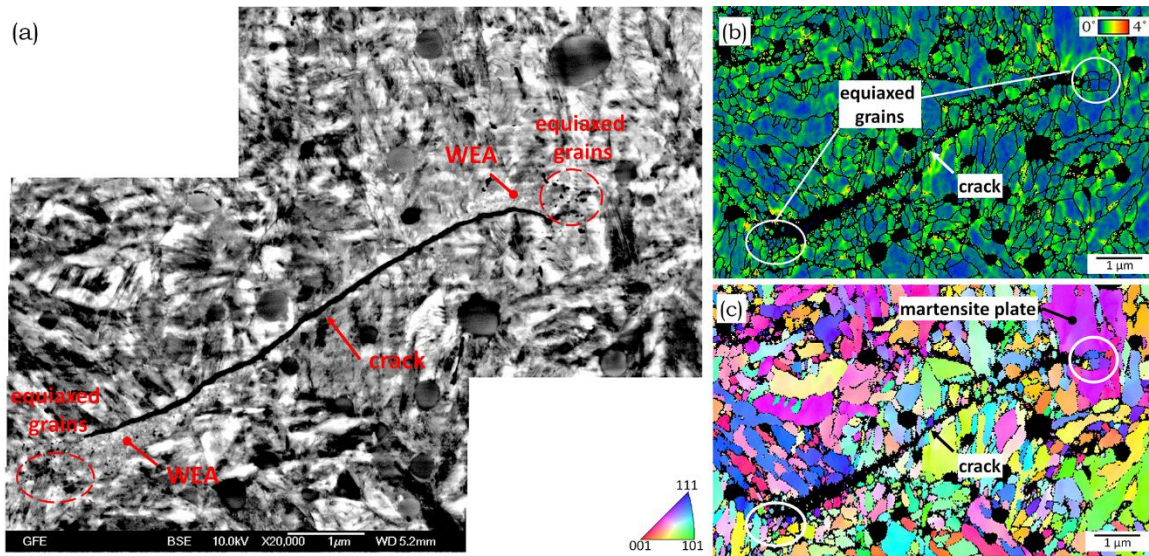 (a)
equiaxed
grains
WEA
crack
equiaxed
grains
WEA
GFE BSE 10.0kV X20,000 1µm WD 5.2mm
(b)
0° 4°
equiaxed
grains
crack
1 µm
(c)
martensite plate
crack
1 µm
111
001 101